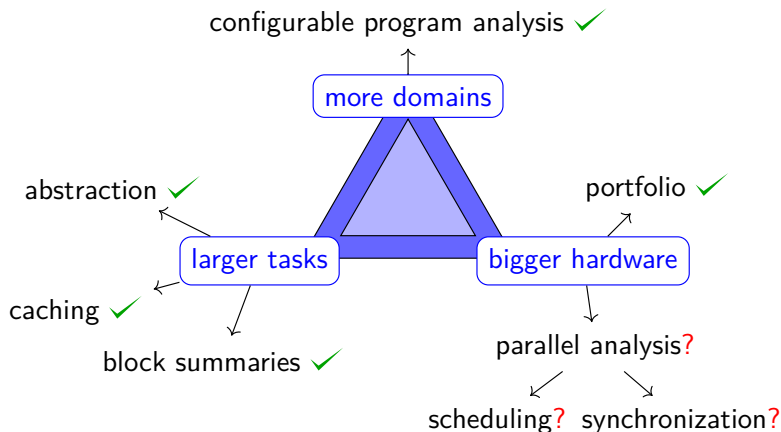 configurable program analysis ✓
more domains
abstraction ✓
portfolio ✓
larger tasks
bigger hardware
caching ✓
block summaries ✓
parallel analysis?
scheduling?
synchronization?